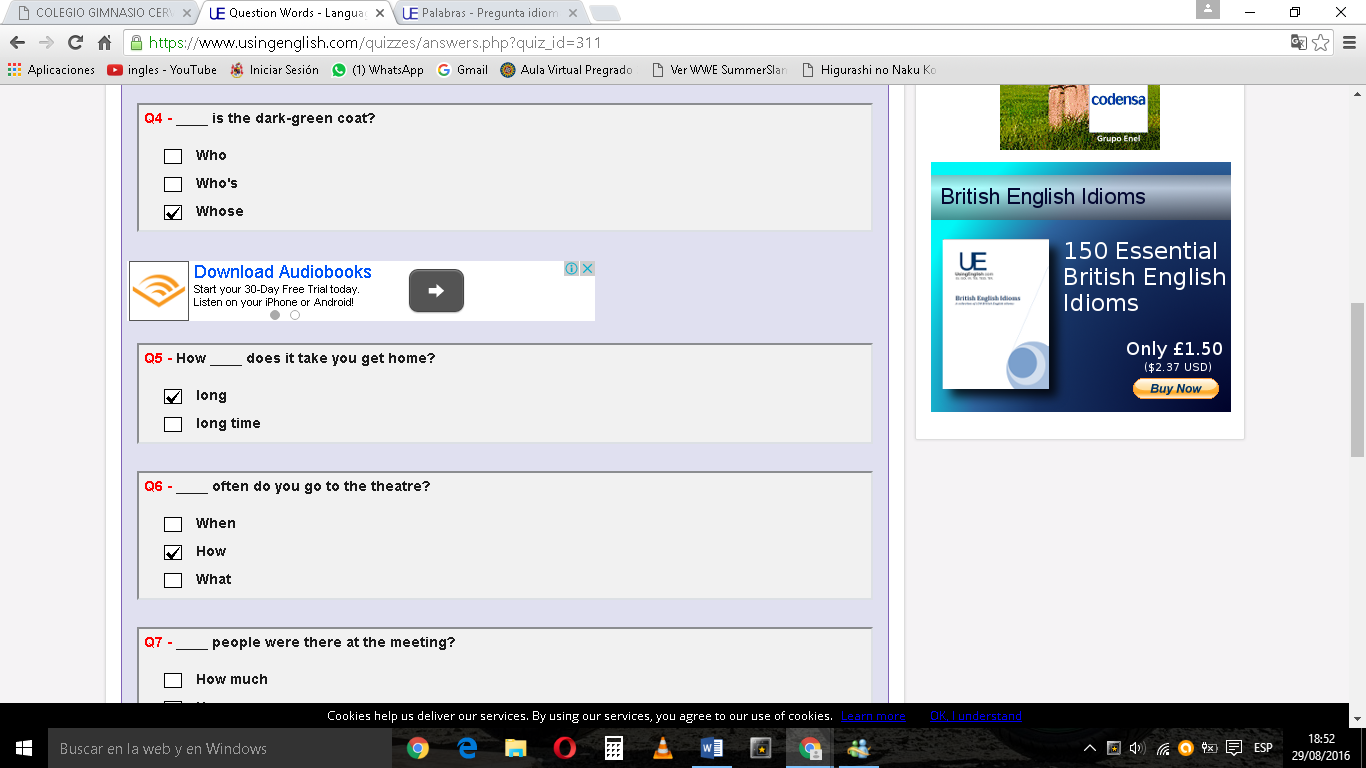 COLEGIO GIMNASIO CER
Question Words - Langua
Palabras - Pregunta idiom
https://www.usingenglish.com/quizzes/answers.php?quiz_id=311
Aplicaciones
ingles - YouTube
Iniciar Sesión
(1) WhatsApp
Gmail
Aula Virtual Pregrado
Ver WWE SummerSlan
Higurashi no Naku Ko
Q4 - ____ is the dark-green coat?
Who
Who's
Whose
Download Audiobooks
Start your 30-Day Free Trial today.
Listen on your iPhone or Android!
Q5 - How ____ does it take you get home?
long
long time
Q6 - ____ often do you go to the theatre?
When
How
What
Q7 - ____ people were there at the meeting?
How much
codensa
Grupo Enel
British English Idioms
UE
UsingEnglish.com
British English Idioms
150 Essential
British English
Idioms
Only £1.50
($2.37 USD)
Buy Now
Cookies help us deliver our services. By using our services, you agree to our use of cookies. Learn more OK, I understand
Buscar en la web y en Windows
ESP
18:52
29/08/2016